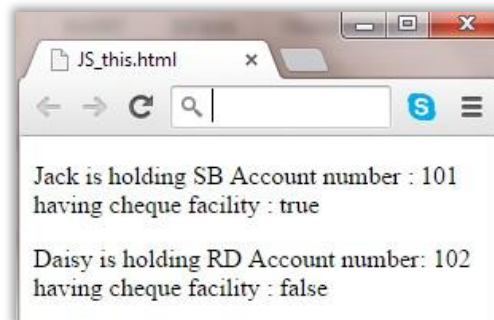 JS_this.html
Jack is holding SB Account number : 101
having cheque facility : true
Daisy is holding RD Account number: 102
having cheque facility : false